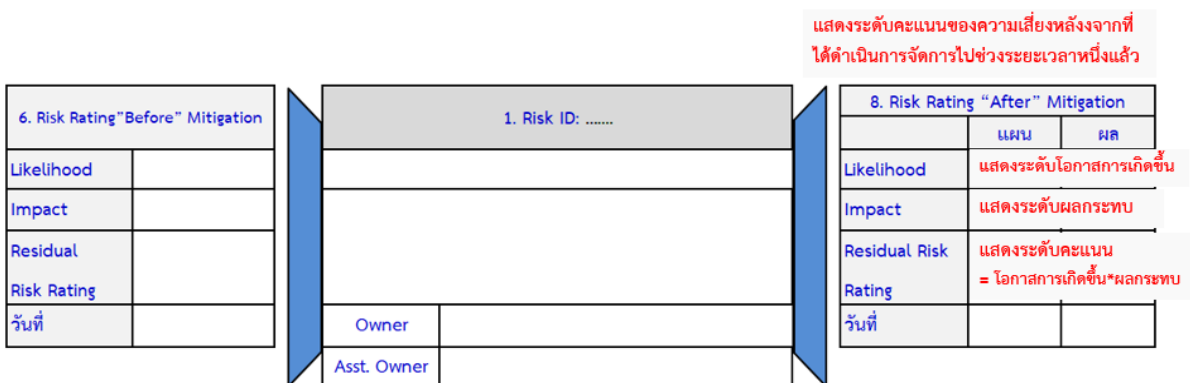 แสดงระดับคะแนนของความเสี่ยงหลังงจากที่
ได้ดำเนินการจัดการไปช่วงระยะเวลาหนึ่งแล้ว
6. Risk Rating"Before" Mitigation
Likelihood
Impact
Residual
Risk Rating
วันที่
1. Risk ID: .......
Owner
Asst. Owner
8. Risk Rating “After” Mitigation
แผน ผล
Likelihood แสดงระดับโอกาสการเกิดขึ้น
Impact แสดงระดับผลกระทบ
Residual Risk แสดงระดับคะแนน
Rating = โอกาสการเกิดขึ้น*ผลกระทบ
วันที่